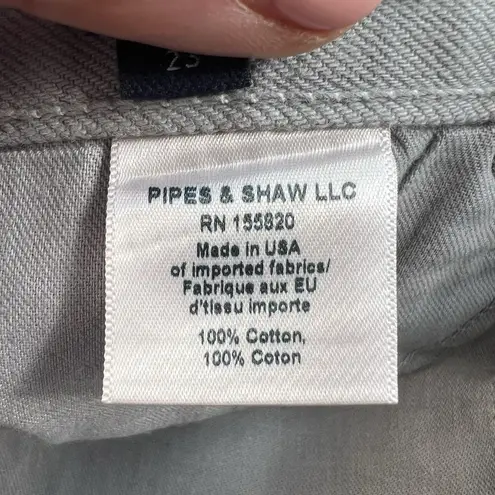 25
PIPES & SHAW LLC
RN 155820
Made in USA
of imported fabrics/
Fabrique aux EU
d'tissu importe
100% Cotton,
100% Coton